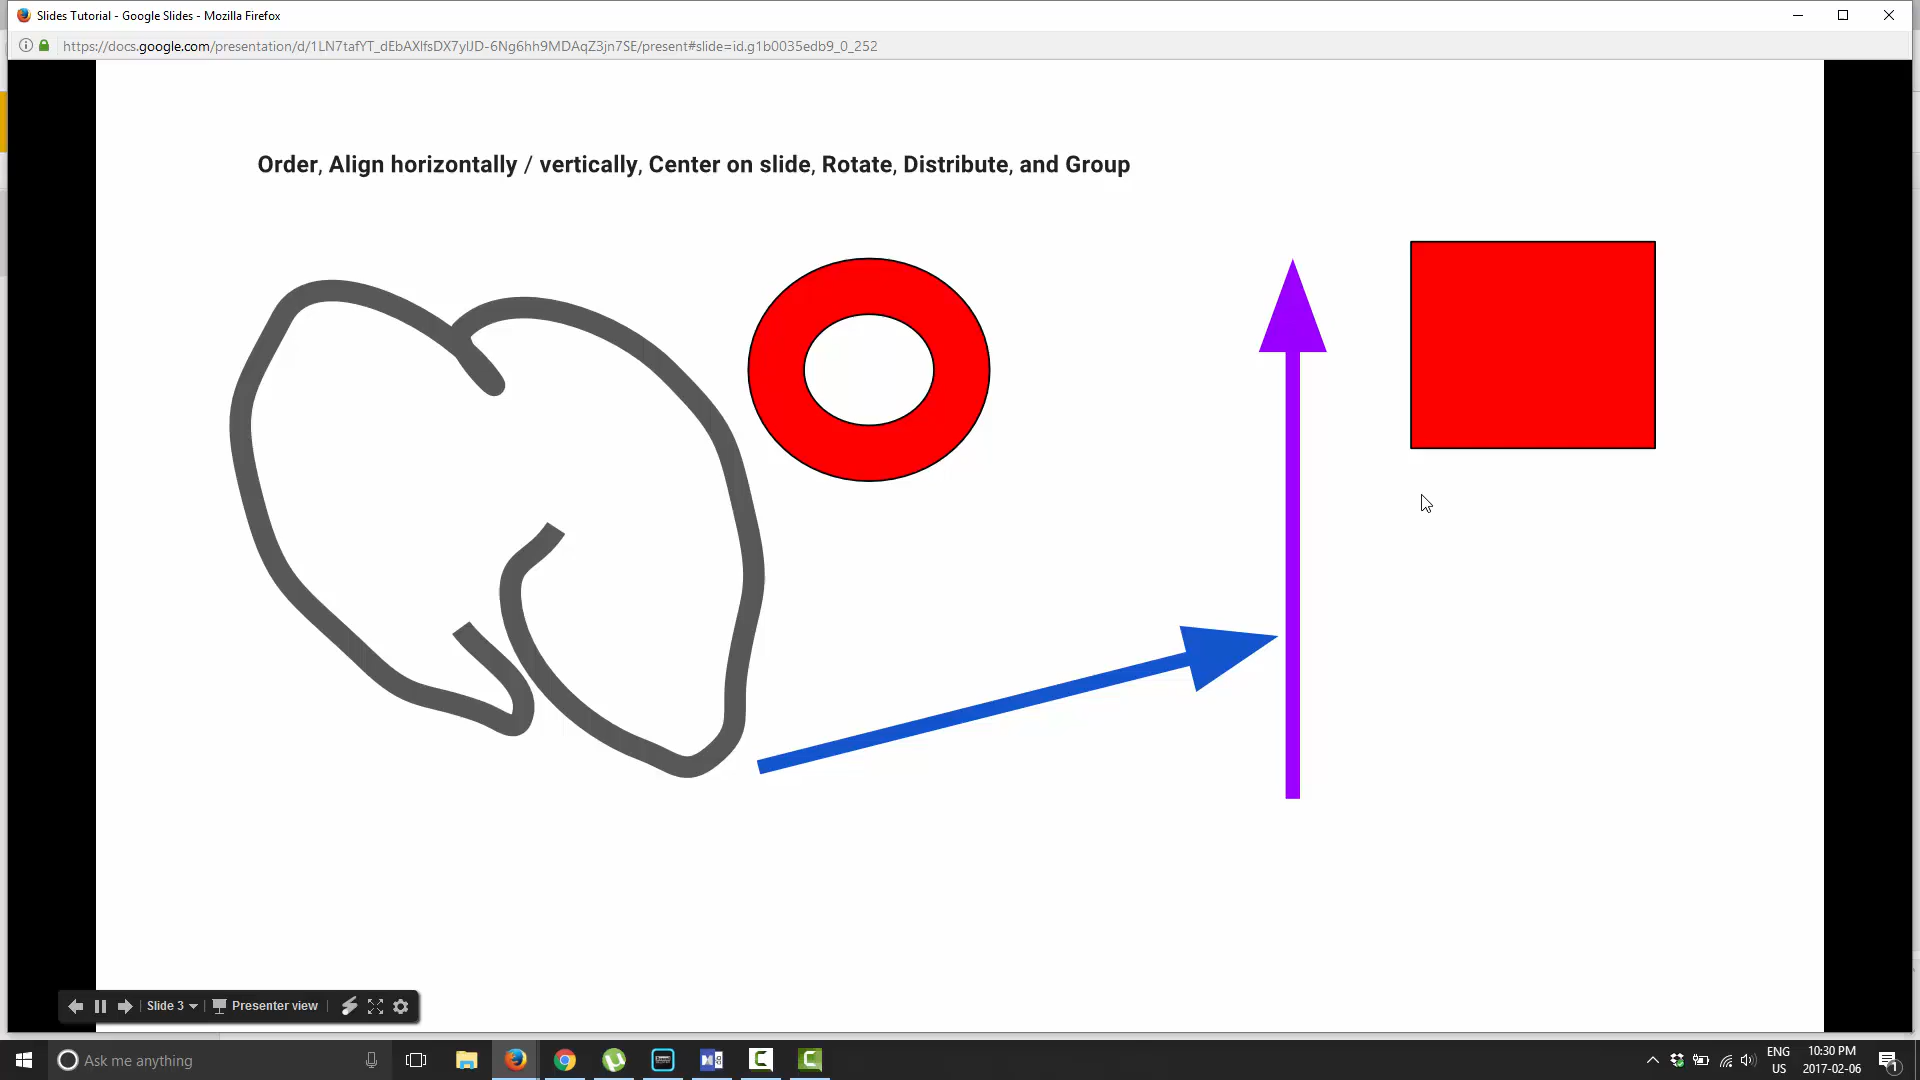 Slides Tutorial - Google Slides - Mozilla Firefox
https://docs.google.com/presentation/d/1LN7tafYT_dEbAXlfsDX7yIJD-6Ng6hh9MDAqZ3jn7SE/present#slide=id.g1b0035edb9_0_252
Order, Align horizontally / vertically, Center on slide, Rotate, Distribute, and Group
Slide 3
Presenter view
Ask me anything
ENG
US
10:30 PM
2017-02-06
1